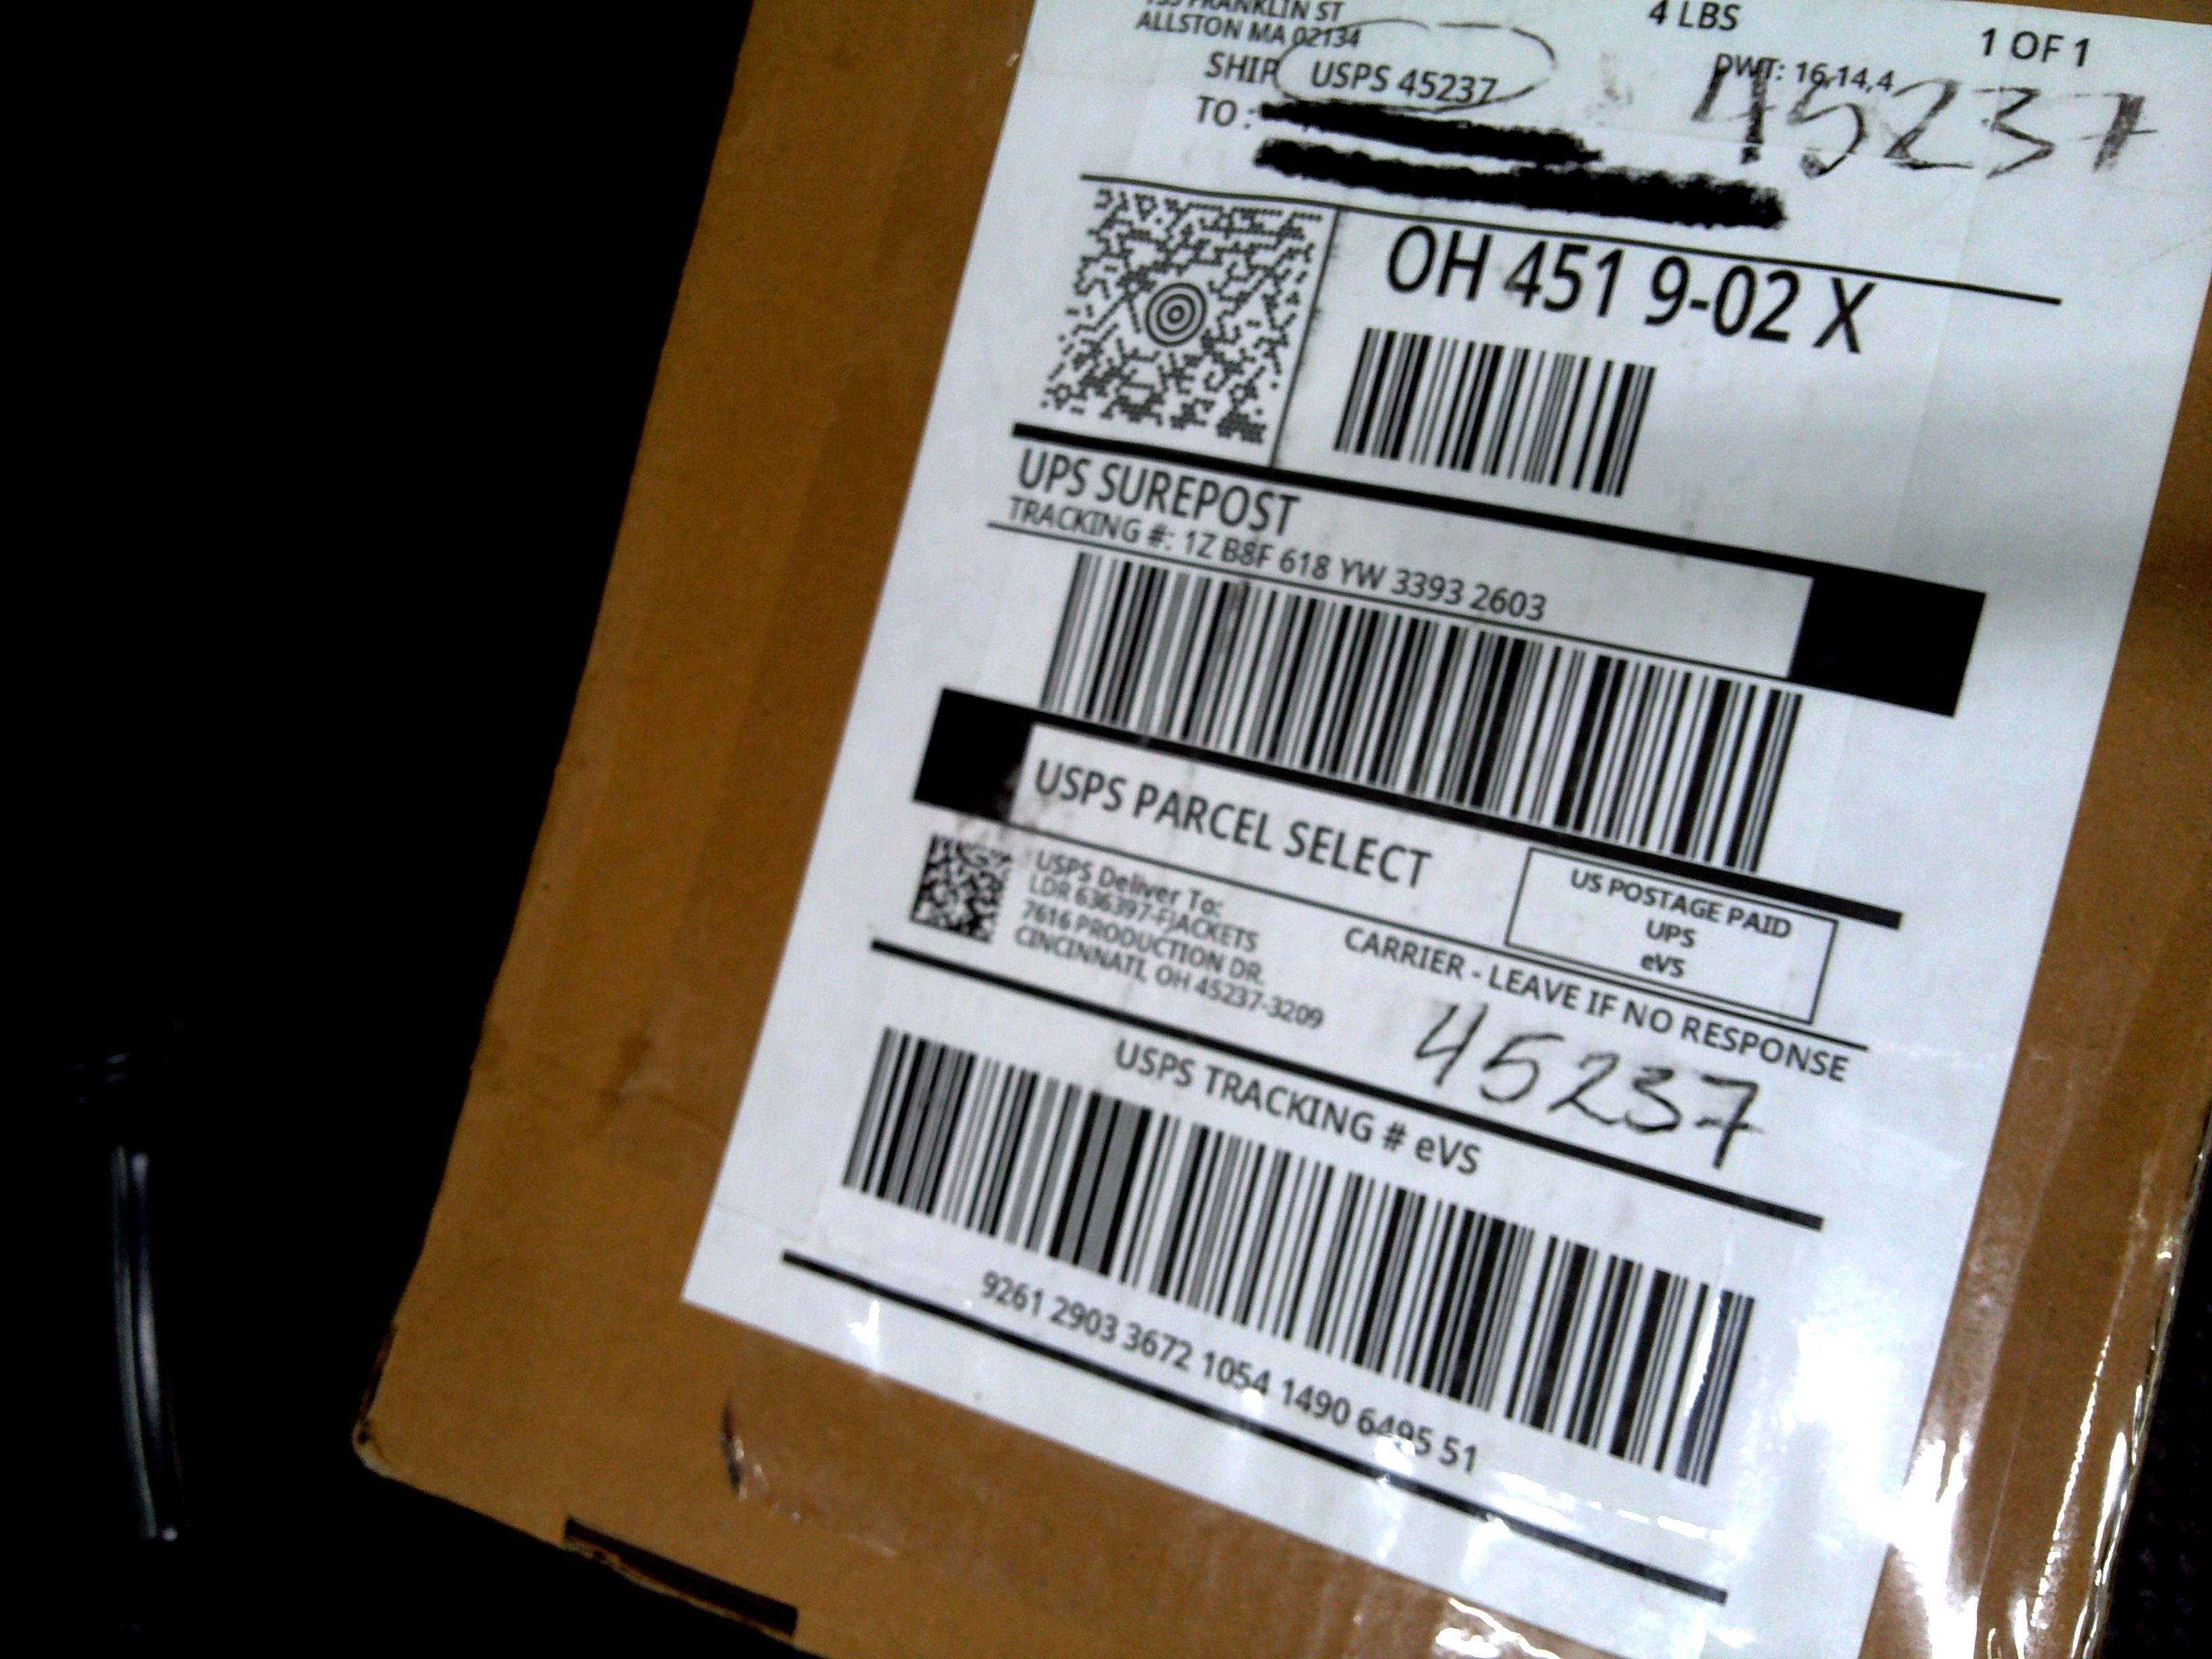 FRANKLIN ST
ALLSTON MA 02134
4 LBS
1 OF 1
DWT: 16,14,4
SHIP
TO :
USPS 45237
45237
OH 451 9-02 X
UPS SUREPOST
TRACKING #: 1Z B8F 618 YW 3393 2603
USPS PARCEL SELECT
US POSTAGE PAID
UPS
eVS
USPS Deliver To:
LDR 636397-FJACKETS
7616 PRODUCTION DR.
CINCINNATI, OH 45237-3209
CARRIER - LEAVE IF NO RESPONSE
45237
USPS TRACKING # eVS
9261 2903 3672 1054 1490 6495 51